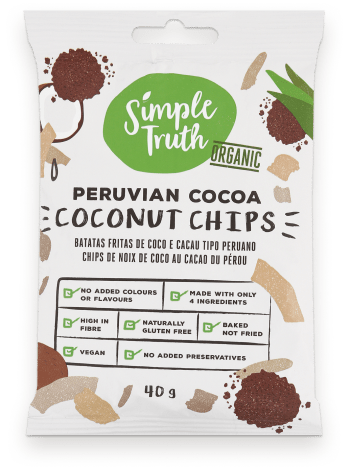 Simple
Truth
ORGANIC
PERUVIAN COCOA
COCONUT CHIPS
BATATAS FRITAS DE COCO E CACAU TIPO PERUANO
CHIPS DE NOIX DE COCO AU CACAO DU PÉROU
NO ADDED COLOURS
OR FLAVOURS
MADE WITH ONLY
4 INGREDIENTS
HIGH IN
FIBRE
NATURALLY
GLUTEN FREE
BAKED
NOT FRIED
VEGAN
NO ADDED PRESERVATIVES
40 g